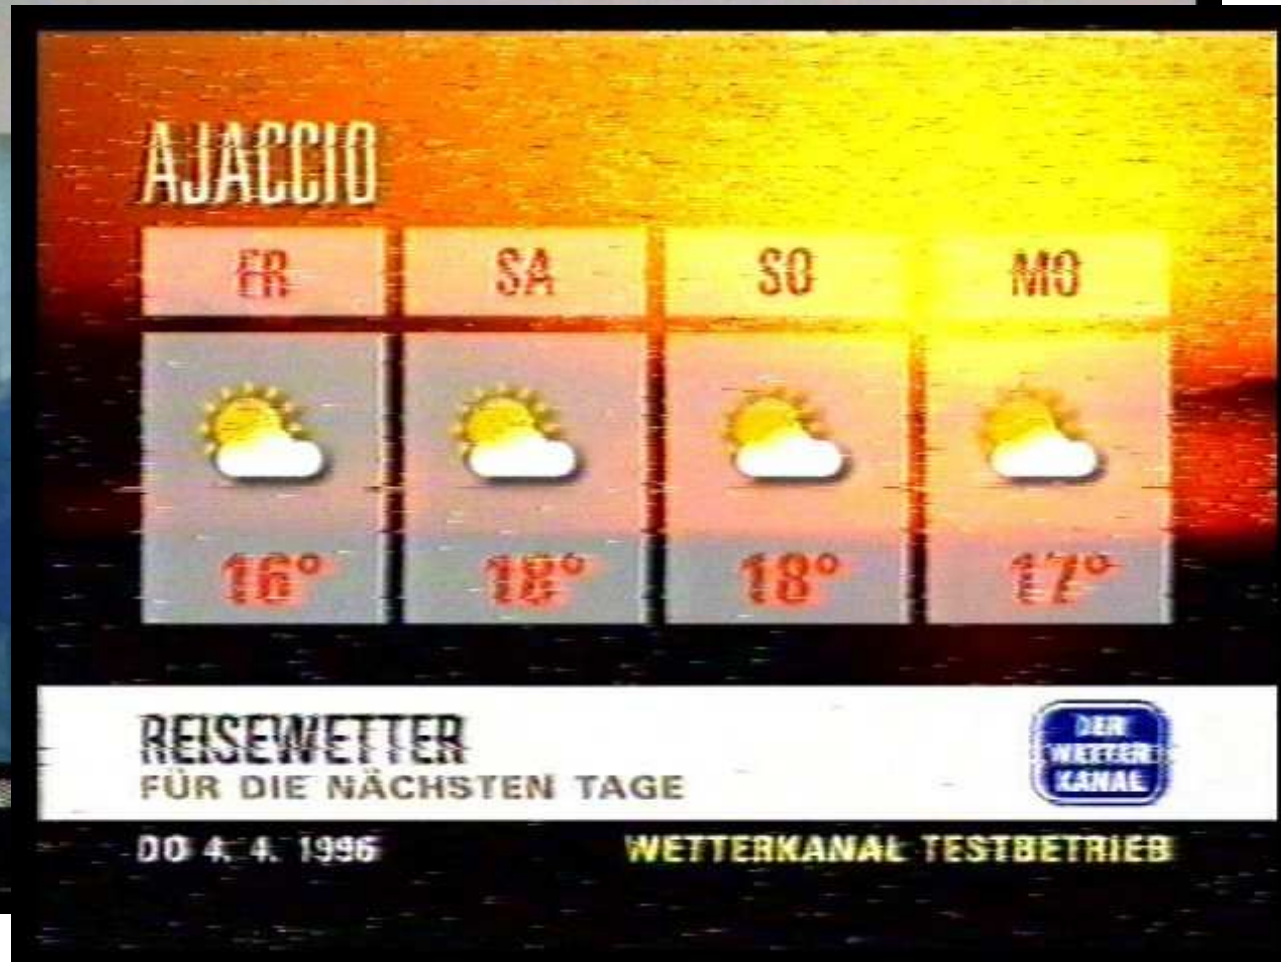 AJACCIO
FR SA SO MO
16° 18° 18° 17°
REISEWETTER
FÜR DIE NÄCHSTEN TAGE
DER
WETTER
KANAL
DO 4. 4. 1996 WETTERKANAL TESTBETRIEB